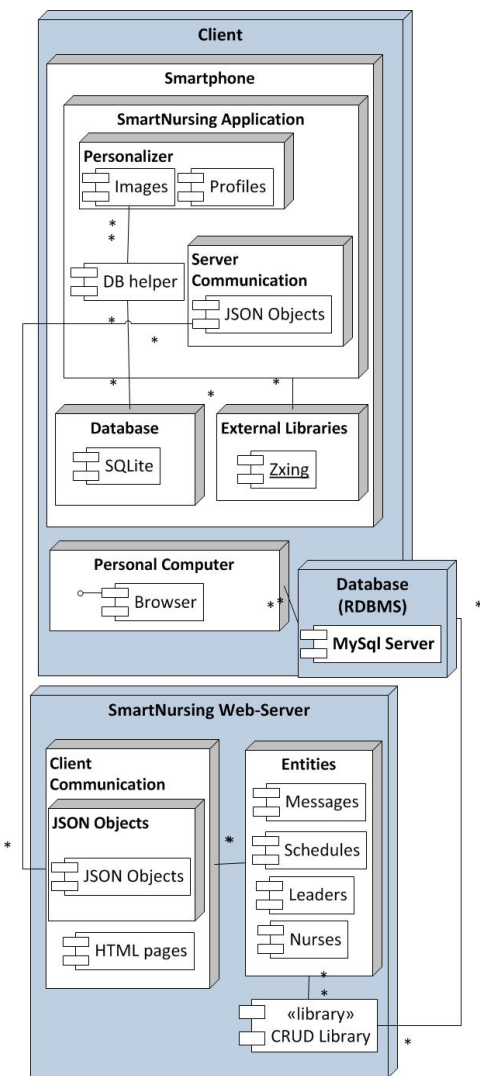 Client
Smartphone
SmartNursing Application
Personalizer
Images
Profiles
*
*
DB helper
Server
Communication
JSON Objects
*
*
*
*
*
Database
SQLite
External Libraries
Zxing
Personal Computer
Browser
**
Database
(RDBMS)
MySql Server
*
SmartNursing Web-Server
Client
Communication
JSON Objects
JSON Objects
HTML pages
*
**
Entities
Messages
Schedules
Leaders
Nurses
*
*
«library»
CRUD Library
*